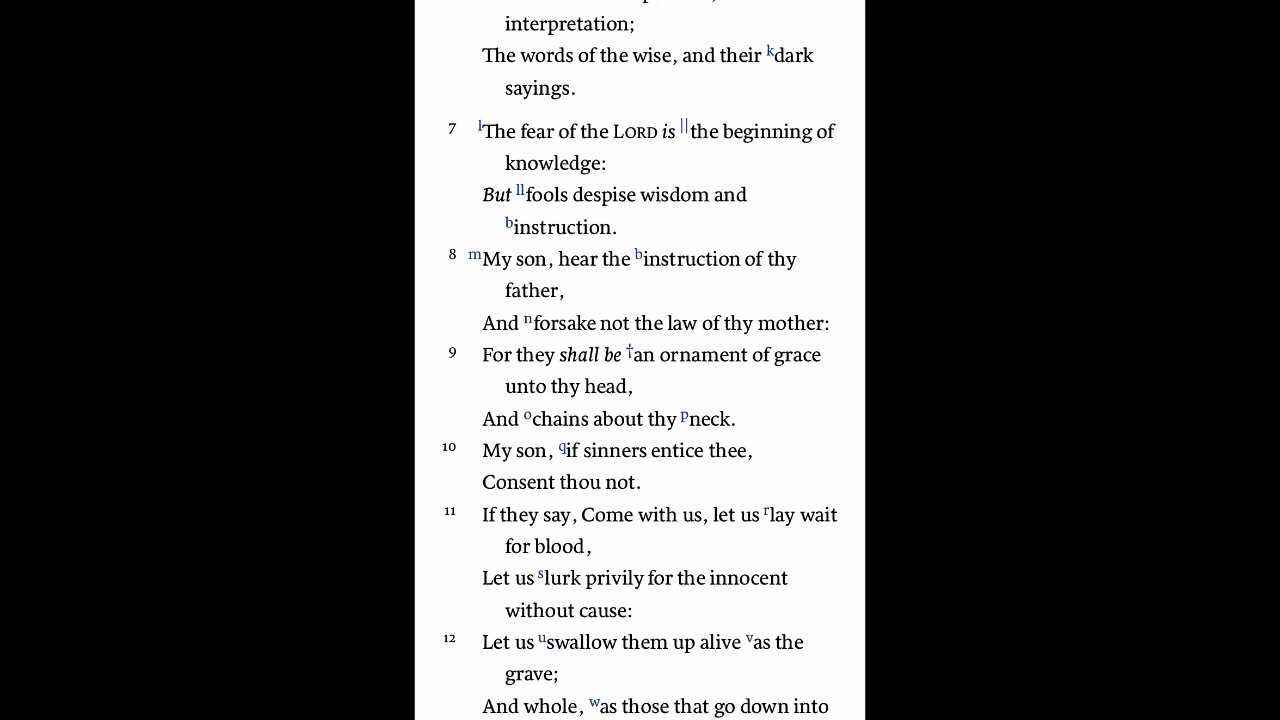 interpretation;
The words of the wise, and their kdark
sayings.
7 lThe fear of the LORD is ||the beginning of
knowledge:
But llfools despise wisdom and
binstruction.
8 mMy son, hear the binstruction of thy
father,
And nforsake not the law of thy mother:
9 For they shall be †an ornament of grace
unto thy head,
And ochains about thy pneck.
10 My son, qif sinners entice thee,
Consent thou not.
11 If they say, Come with us, let us rlay wait
for blood,
Let us slurk privily for the innocent
without cause:
12 Let us uswallow them up alive vas the
grave;
And whole, was those that go down into